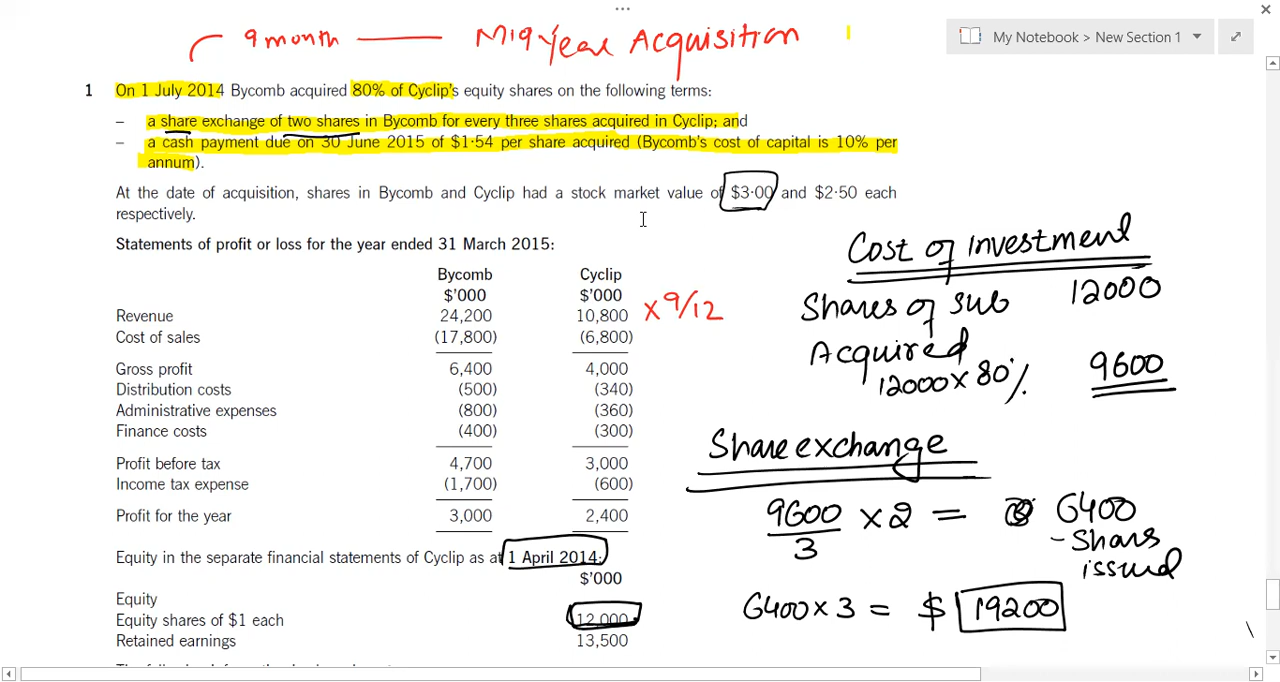 ...
My Notebook > New Section 1
9 month — Mid Year Acquisition
1 On 1 July 2014 Bycomb acquired 80% of Cyclip's equity shares on the following terms:
– a share exchange of two shares in Bycomb for every three shares acquired in Cyclip; and
– a cash payment due on 30 June 2015 of $1·54 per share acquired (Bycomb's cost of capital is 10% per
annum).
At the date of acquisition, shares in Bycomb and Cyclip had a stock market value of $3·00 and $2·50 each
respectively.
Statements of profit or loss for the year ended 31 March 2015:
Bycomb Cyclip
$'000 $'000
Revenue 24,200 10,800 x 9/12
Cost of sales (17,800) (6,800)
Gross profit 6,400 4,000
Distribution costs (500) (340)
Administrative expenses (800) (360)
Finance costs (400) (300)
Profit before tax 4,700 3,000
Income tax expense (1,700) (600)
Profit for the year 3,000 2,400
Equity in the separate financial statements of Cyclip as at 1 April 2014:
$'000
Equity
Equity shares of $1 each 12,000
Retained earnings 13,500
Cost of investment
Shares of sub 12000
Acquired
12000 x 80% 9600
Share exchange
9600/3 x 2 = 6400
- Shars
issued
6400 x 3 = $ 19200